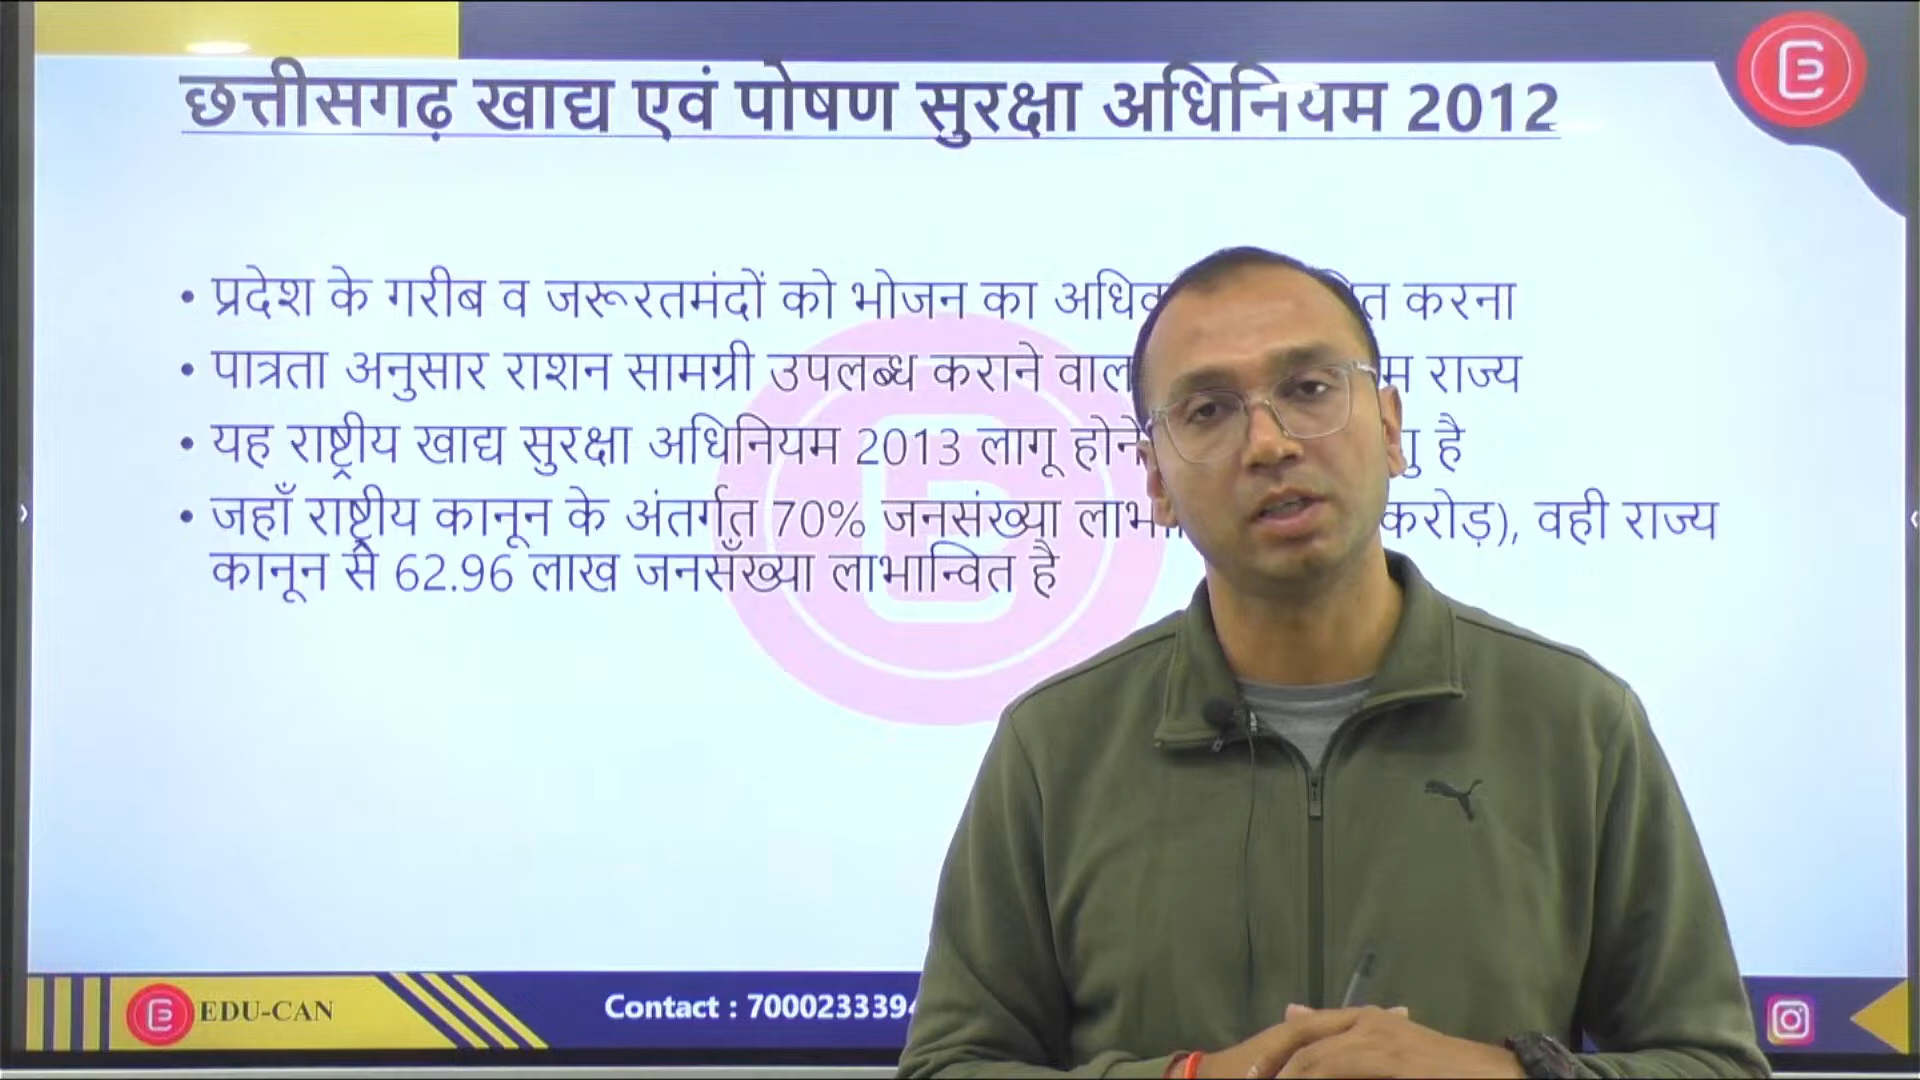 छत्तीसगढ़ खाद्य एवं पोषण सुरक्षा अधिनियम 2012
• प्रदेश के गरीब व जरूरतमंदों को भोजन का करना
• पात्रता अनुसार राशन सामग्री उपलब्ध कराने राज्य
• यह राष्ट्रीय खाद्य सुरक्षा अधिनियम 2013 लागू है
• जहाँ राष्ट्रीय कानून के अंतर्गत 70% जनसंख्या करोड़), वही राज्य
कानून से 62.96 लाख जनसँख्या लाभान्वित है
EDU-CAN
Contact : 700023339
PUMA